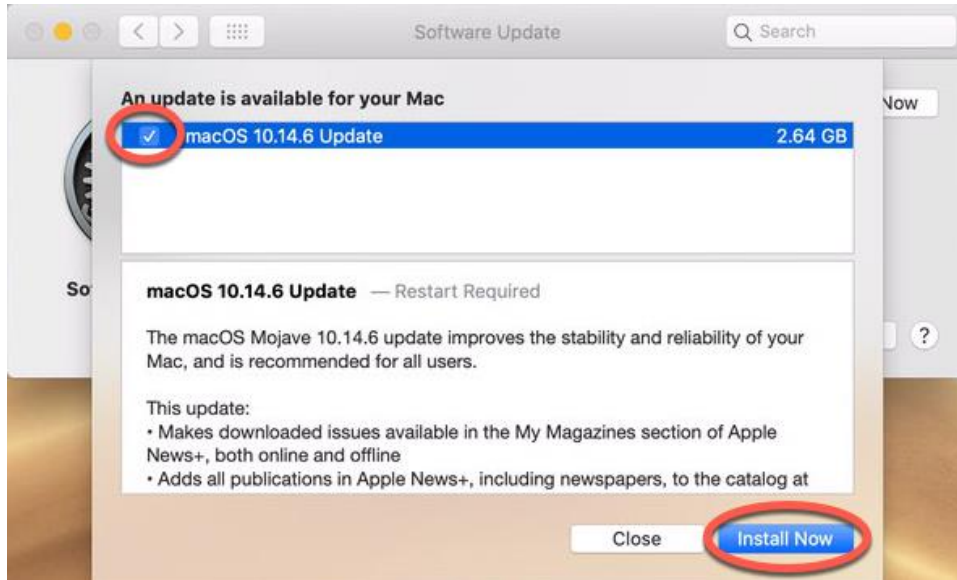 Software Update
Search
An update is available for your Mac
Now
macOS 10.14.6 Update 2.64 GB
So
macOS 10.14.6 Update — Restart Required
?
The macOS Mojave 10.14.6 update improves the stability and reliability of your
Mac, and is recommended for all users.
This update:
• Makes downloaded issues available in the My Magazines section of Apple
News+, both online and offline
• Adds all publications in Apple News+, including newspapers, to the catalog at
Close Install Now